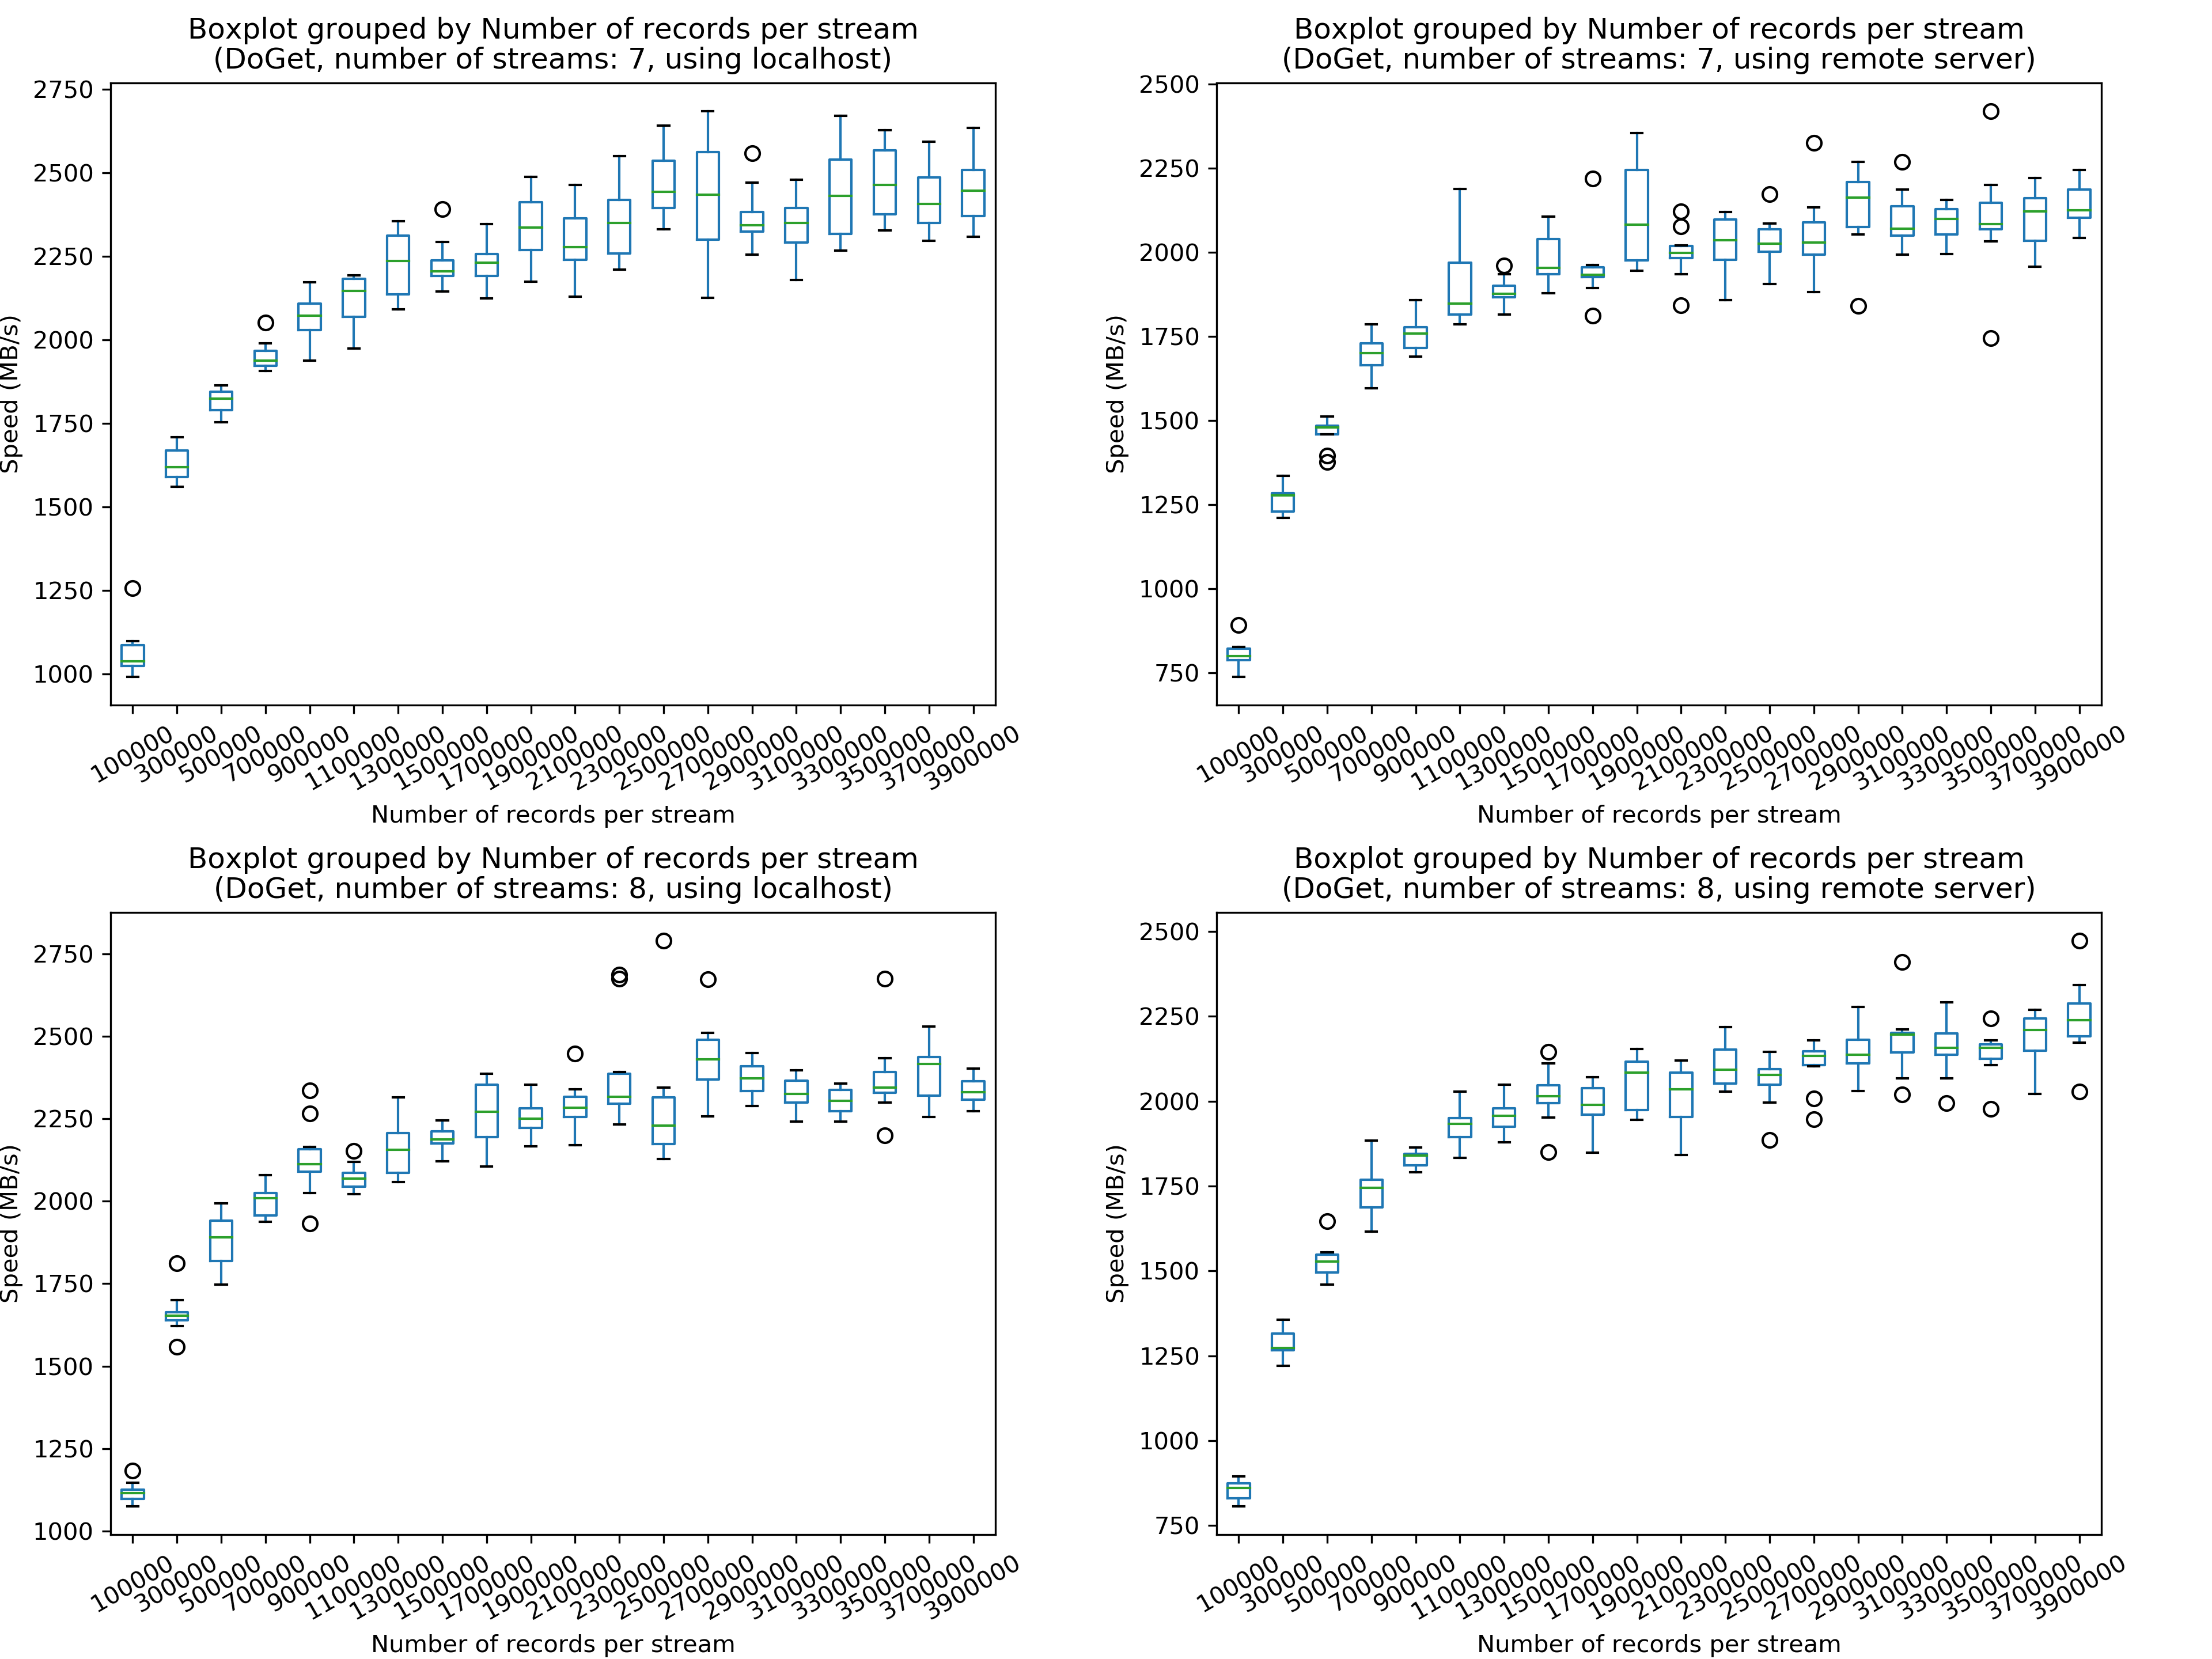 Boxplot grouped by Number of records per stream
(DoGet, number of streams: 7, using localhost)
Speed (MB/s)
2750
2500
2250
2000
1750
1500
1250
1000
100000 300000 500000 700000 900000 1100000 1300000 1500000 1700000 1900000 2100000 2300000 2500000 2700000 2900000 3100000 3300000 3500000 3700000 3900000
Number of records per stream
Boxplot grouped by Number of records per stream
(DoGet, number of streams: 7, using remote server)
Speed (MB/s)
2500
2250
2000
1750
1500
1250
1000
750
100000 300000 500000 700000 900000 1100000 1300000 1500000 1700000 1900000 2100000 2300000 2500000 2700000 2900000 3100000 3300000 3500000 3700000 3900000
Number of records per stream
Boxplot grouped by Number of records per stream
(DoGet, number of streams: 8, using localhost)
Speed (MB/s)
2750
2500
2250
2000
1750
1500
1250
1000
100000 300000 500000 700000 900000 1100000 1300000 1500000 1700000 1900000 2100000 2300000 2500000 2700000 2900000 3100000 3300000 3500000 3700000 3900000
Number of records per stream
Boxplot grouped by Number of records per stream
(DoGet, number of streams: 8, using remote server)
Speed (MB/s)
2500
2250
2000
1750
1500
1250
1000
750
100000 300000 500000 700000 900000 1100000 1300000 1500000 1700000 1900000 2100000 2300000 2500000 2700000 2900000 3100000 3300000 3500000 3700000 3900000
Number of records per stream